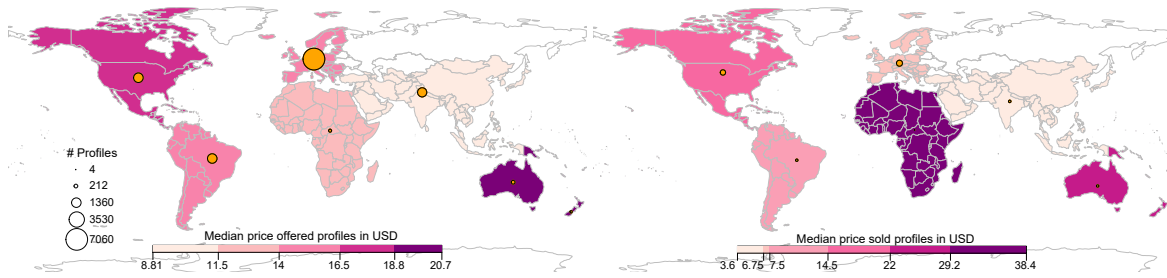 # Profiles
4
212
1360
3530
7060
Median price offered profiles in USD
8.81 11.5 14 16.5 18.8 20.7
Median price sold profiles in USD
3.6 6.75 7.5 14.5 22 29.2 38.4